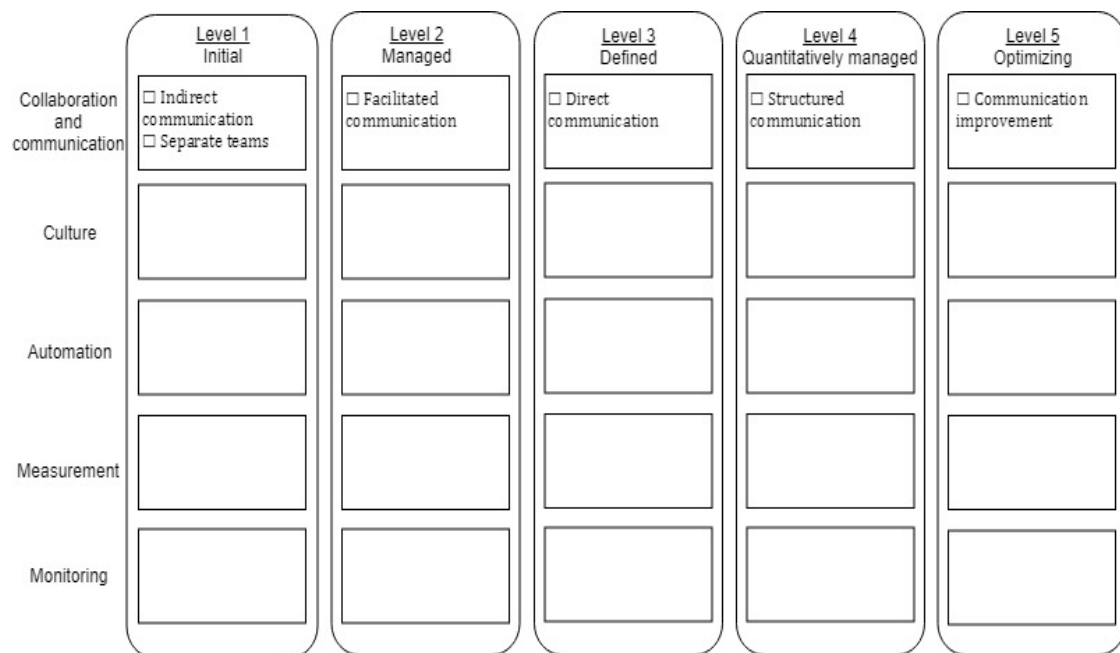 Level 1
Initial
Level 2
Managed
Level 3
Defined
Level 4
Quantitatively managed
Level 5
Optimizing
Collaboration
and
communication
☐ Indirect
communication
☐ Separate teams
☐ Facilitated
communication
☐ Direct
communication
☐ Structured
communication
☐ Communication
improvement
Culture
Automation
Measurement
Monitoring